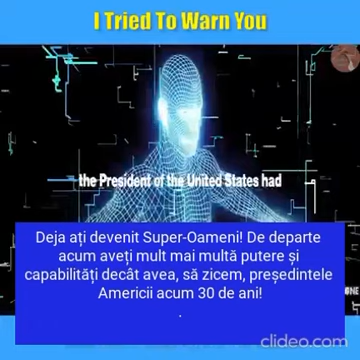 I Tried To Warn You
the President of the United States had
Deja ați devenit Super-Oameni! De departe
acum aveți mult mai multă putere și
capabilități decât avea, să zicem, președintele
Americii acum 30 de ani!
.
clideo.com